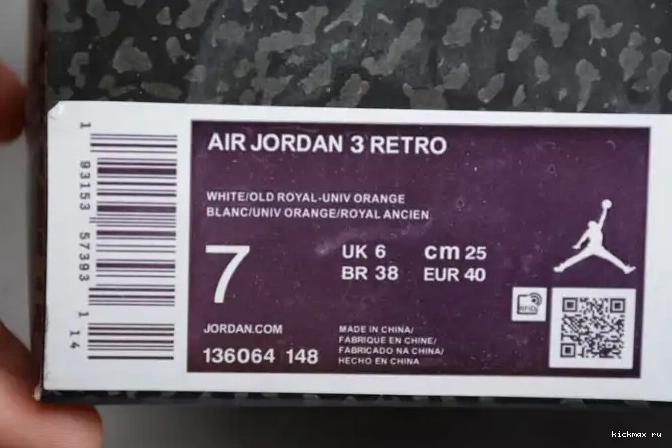 AIR JORDAN 3 RETRO
WHITE/OLD ROYAL-UNIV ORANGE
BLANC/UNIV ORANGE/ROYAL ANCIEN
7
UK 6 cm 25
BR 38 EUR 40
RFID
JORDAN.COM
136064 148
MADE IN CHINA/
FABRIQUE EN CHINE/
FABRICADO NA CHINA/
HECHO EN CHINA
1 93153 57393 1 14
kickmax ru